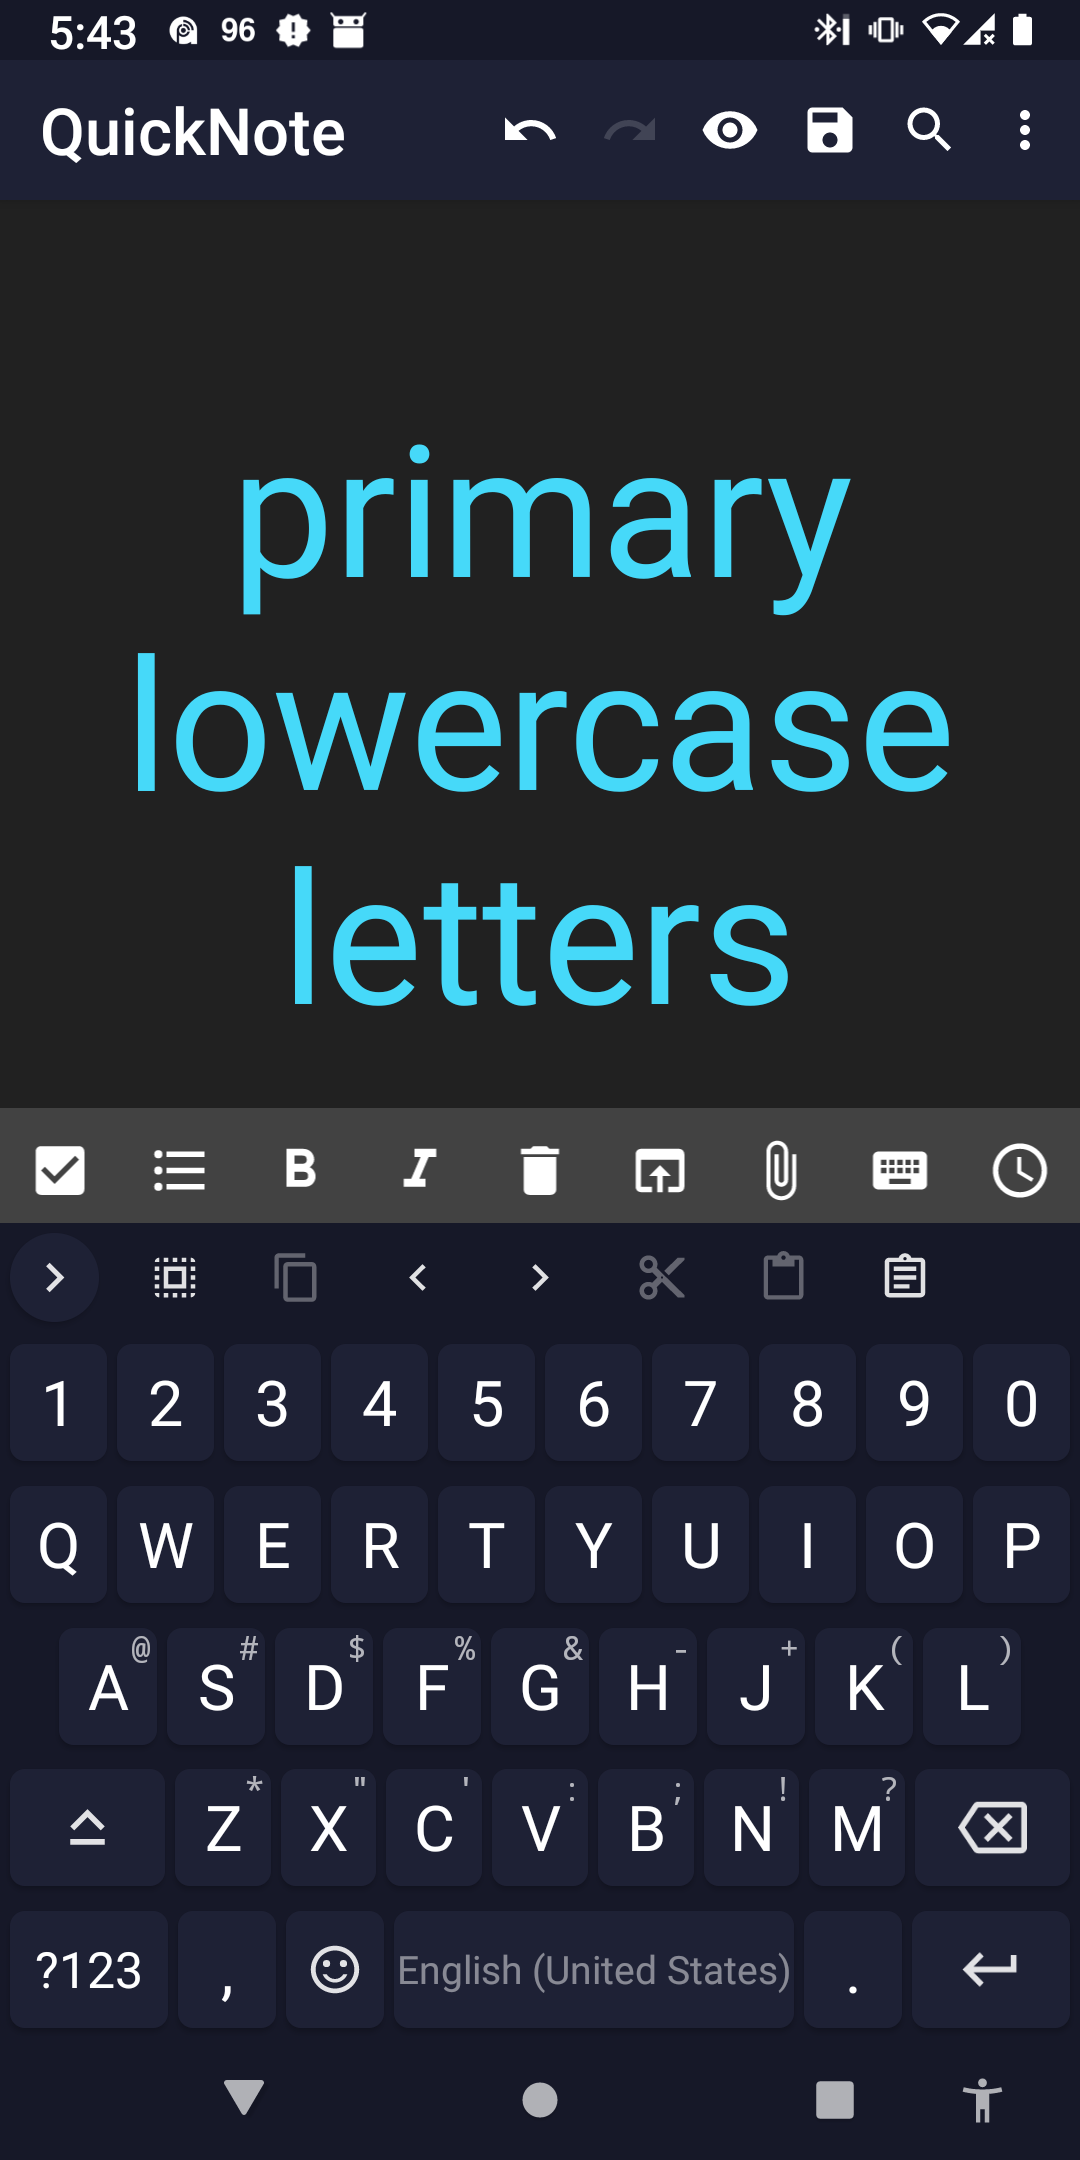 5:43 96
QuickNote
primary
lowercase
letters
B I
1 2 3 4 5 6 7 8 9 0
Q W E R T Y U I O P
@ # $ % & - + ( )
A S D F G H J K L
* " ' : ; ! ?
Z X C V B N M
?123 , English (United States) .